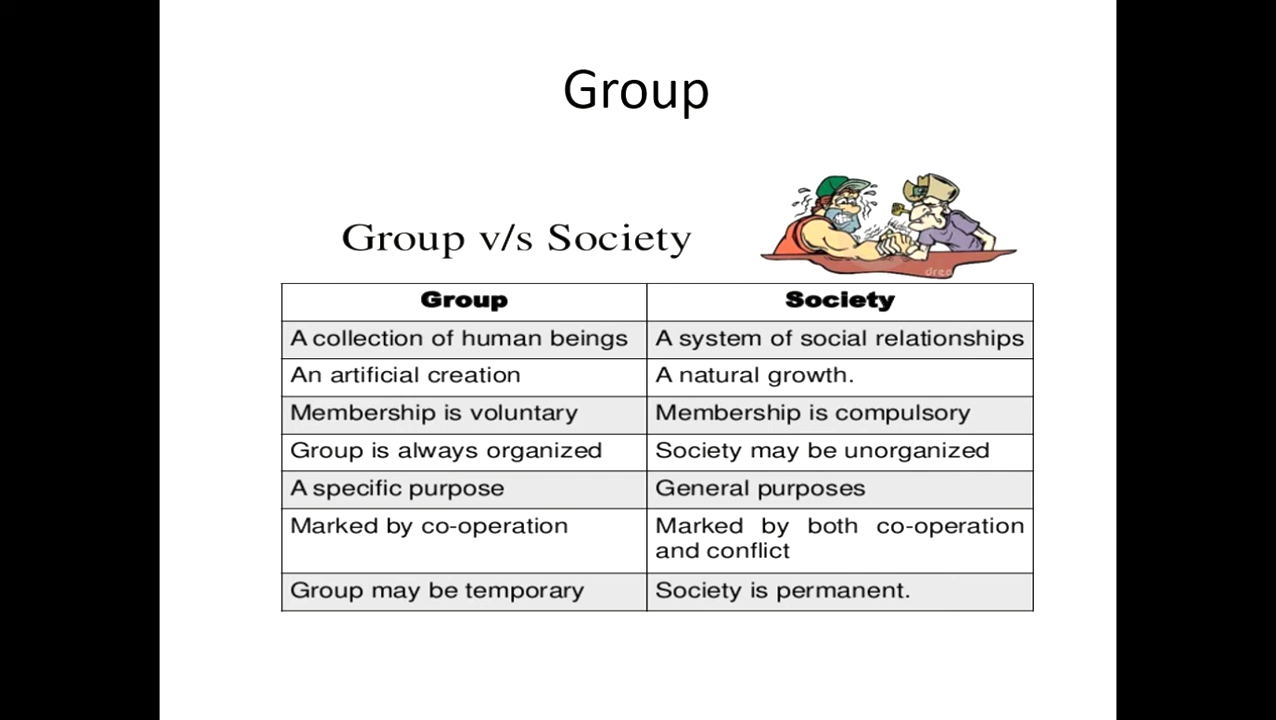 Group
Group v/s Society
Group Society
A collection of human beings A system of social relationships
An artificial creation A natural growth.
Membership is voluntary Membership is compulsory
Group is always organized Society may be unorganized
A specific purpose General purposes
Marked by co-operation Marked by both co-operation
and conflict
Group may be temporary Society is permanent.